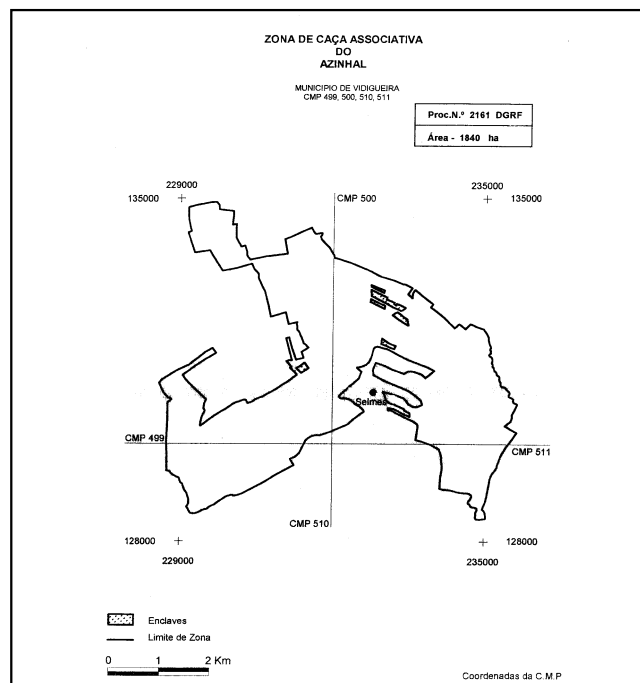 ZONA DE CAÇA ASSOCIATIVA
DO
AZINHAL
MUNICIPIO DE VIDIGUEIRA
CMP 499, 500, 510, 511
Proc.N.º 2161 DGRF
Área - 1840 ha
229000
235000
135000
CMP 500
135000
Selmes
CMP 499
CMP 511
CMP 510
128000
128000
229000
235000
Enclaves
Limite de Zona
0 1 2 Km
Coordenadas da C.M.P